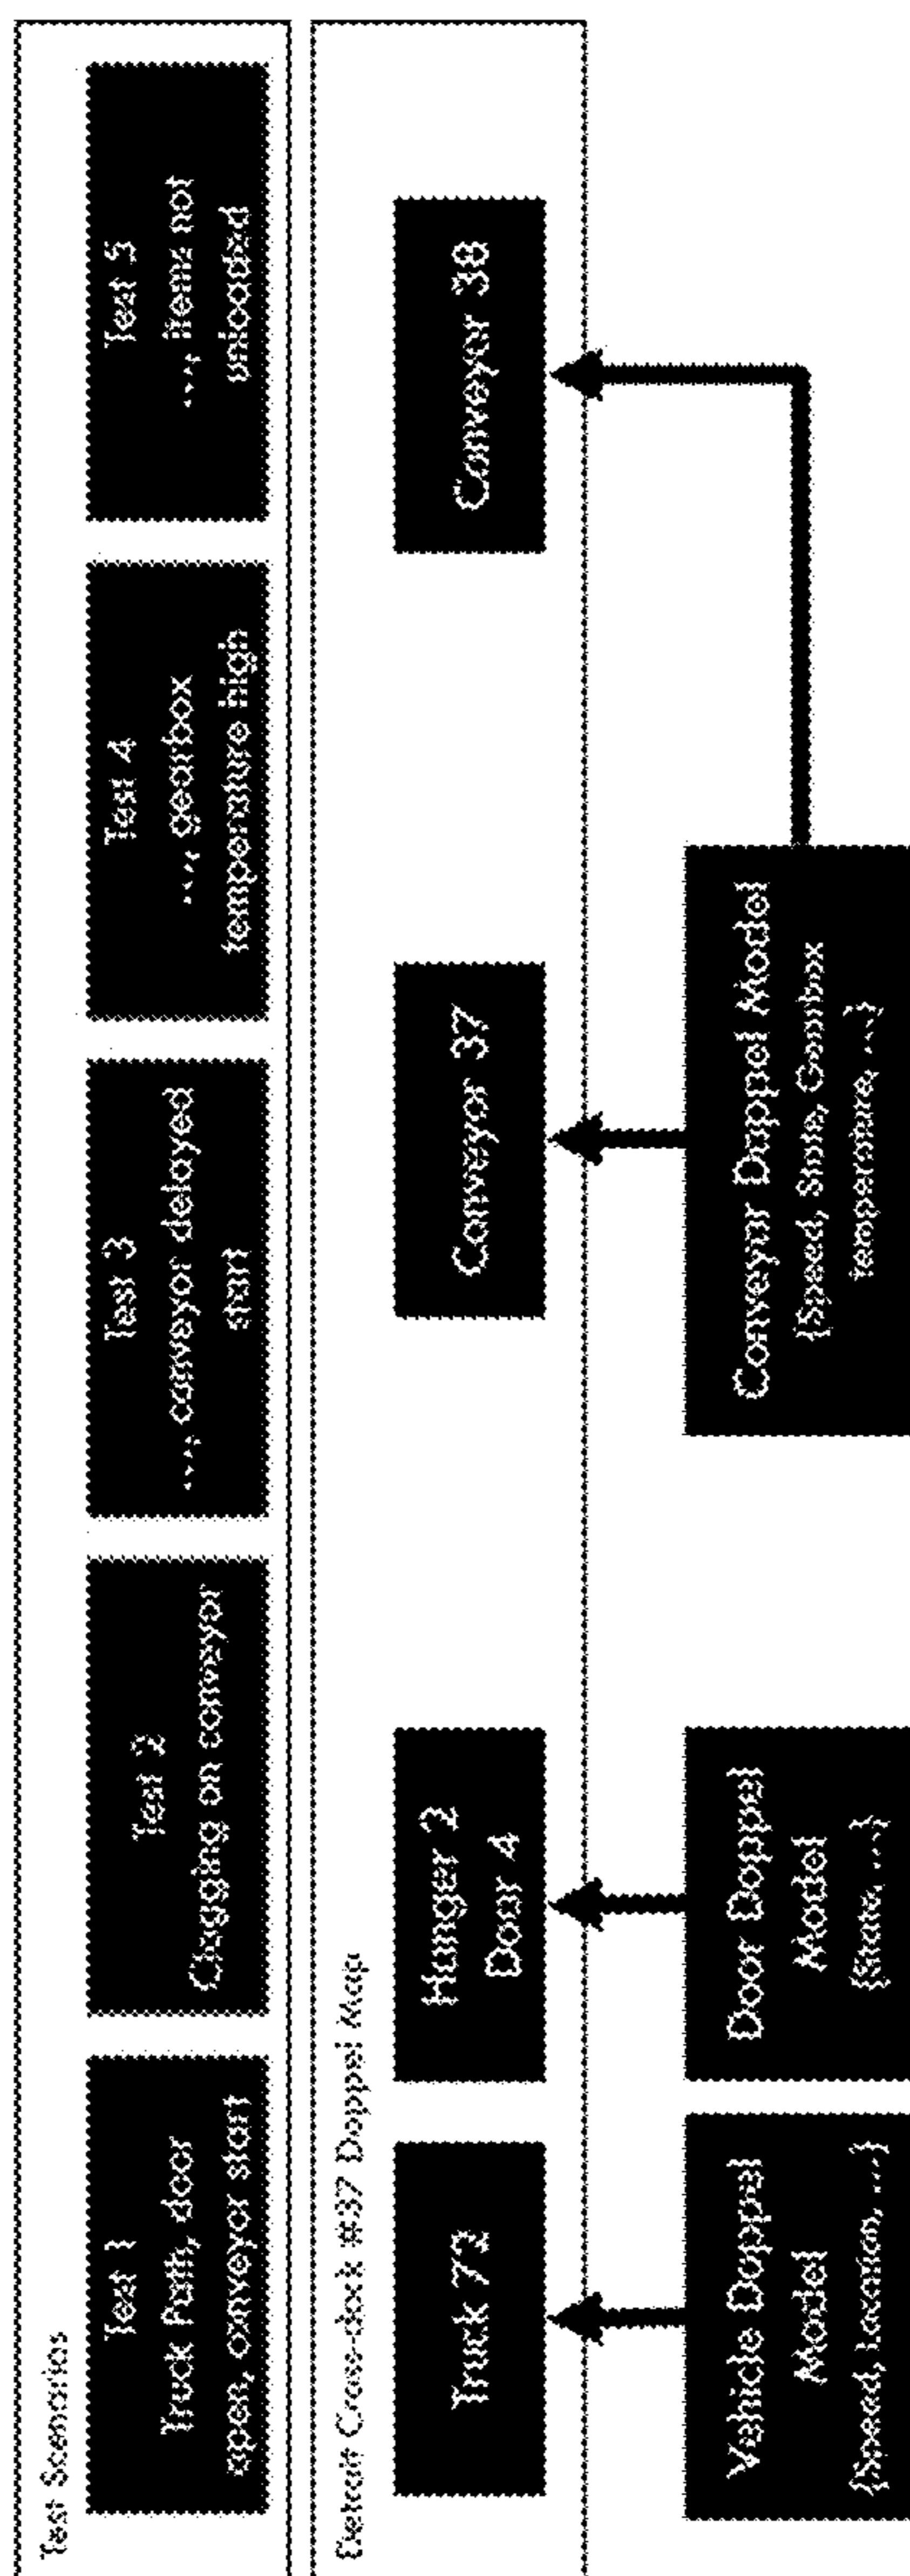 Test Scenarios
Test 1
Truck Path, door
open, conveyor start
Test 2
Clogging on conveyor
Test 3
..., conveyor delayed
start
Test 4
..., gearbox
temperature high
Test 5
..., items not
unloaded
Detroit Cross-dock #37 Doppel Map
Truck 72
Hunger 2
Door 4
Conveyor 37
Conveyor 38
Vehicle Doppel
Model
{Speed, Location, ...}
Door Doppel
Model
{State, ...}
Conveyor Doppel Model
{Speed, State, Gearbox
temperature, ...}